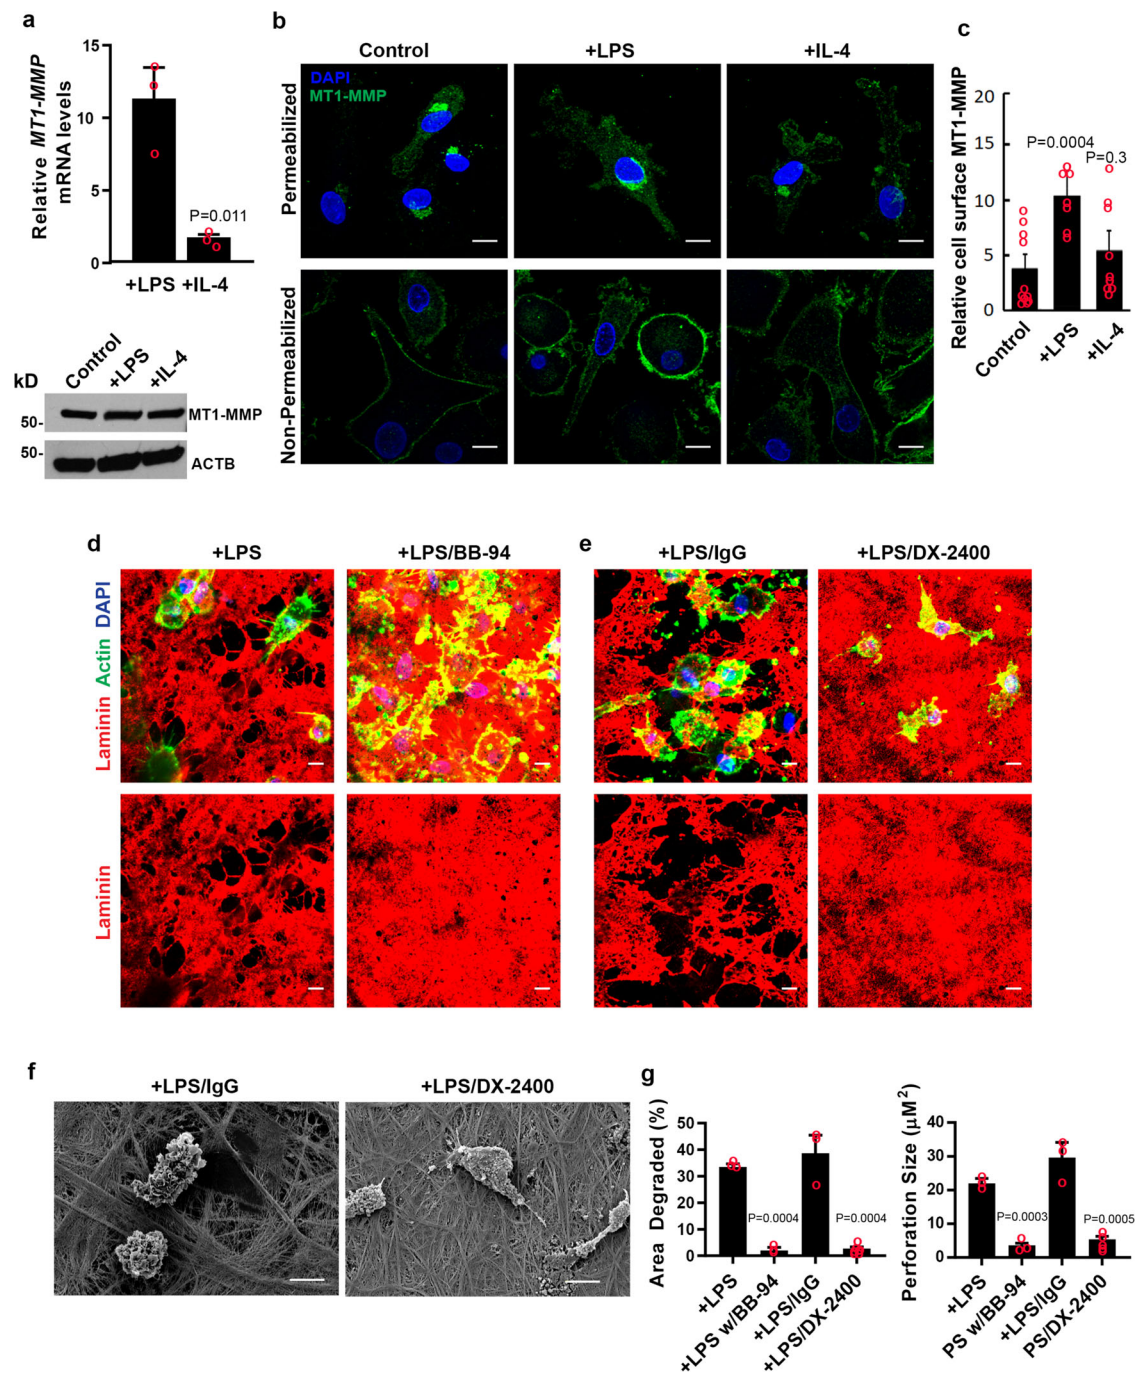 a
Relative MT1-MMP
mRNA levels
15
10
5
0
P=0.011
+LPS +IL-4
kD
Control
+LPS
+IL-4
50-
MT1-MMP
50-
ACTB
b
Control
+LPS
+IL-4
Permeabilized
DAPI
MT1-MMP
Non-Permeabilized
c
Relative cell surface MT1-MMP
20
15
10
5
0
P=0.0004
P=0.3
Control
+LPS
+IL-4
d
+LPS
+LPS/BB-94
Laminin Actin DAPI
Laminin
e
+LPS/IgG
+LPS/DX-2400
f
+LPS/IgG
+LPS/DX-2400
g
Area Degraded (%)
50
40
30
20
10
0
P=0.0004
P=0.0004
+LPS
+LPS w/BB-94
+LPS/IgG
+LPS/DX-2400
Perforation Size (µM²)
40
30
20
10
0
P=0.0003
P=0.0005
+LPS
PS w/BB-94
+LPS/IgG
PS/DX-2400